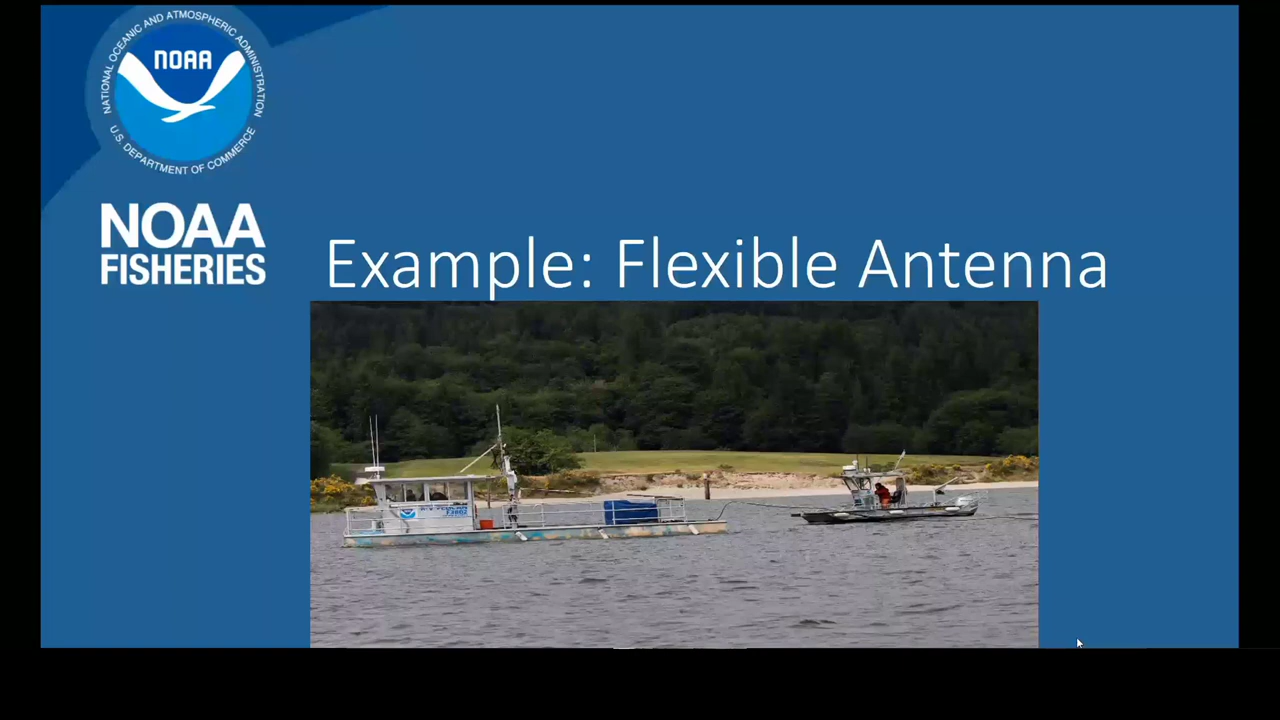 NATIONAL OCEANIC AND ATMOSPHERIC ADMINISTRATION
NOAA
U.S. DEPARTMENT OF COMMERCE
NOAA
FISHERIES
Example: Flexible Antenna